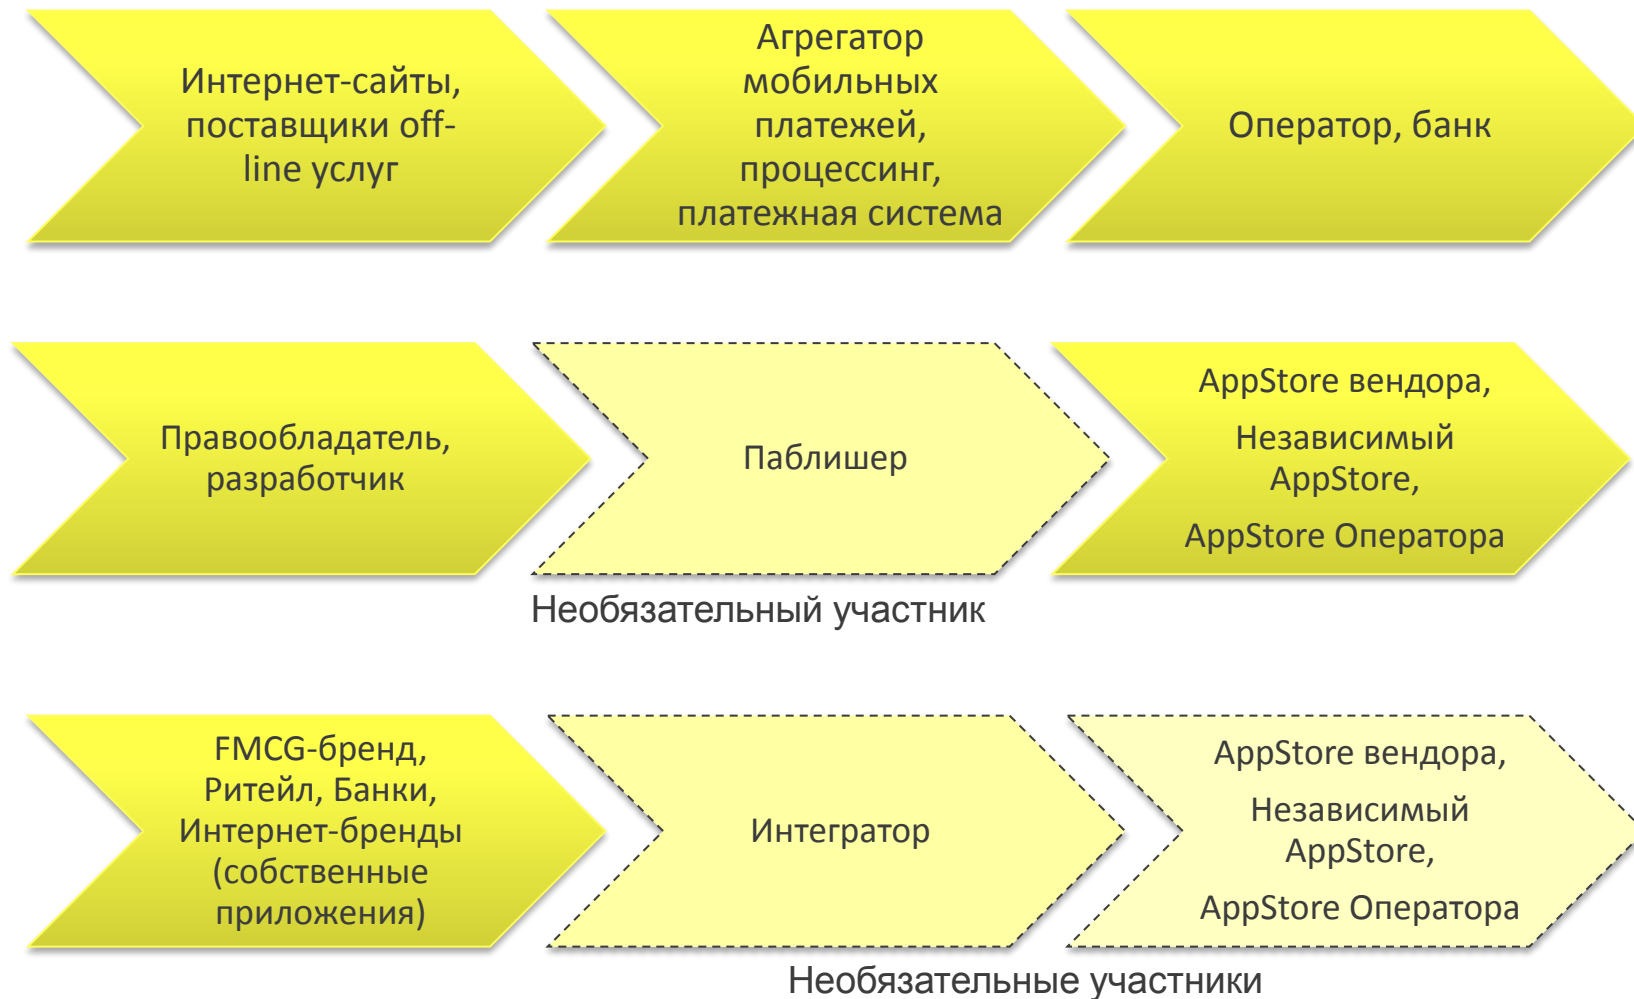 Интернет-сайты,
поставщики off-
line услуг
Агрегатор
мобильных
платежей,
процессинг,
платежная система
Оператор, банк
Правообладатель,
разработчик
Паблишер
AppStore вендора,
Независимый
AppStore,
AppStore Оператора
Необязательный участник
FMCG-бренд,
Ритейл, Банки,
Интернет-бренды
(собственные
приложения)
Интегратор
AppStore вендора,
Независимый
AppStore,
AppStore Оператора
Необязательные участники